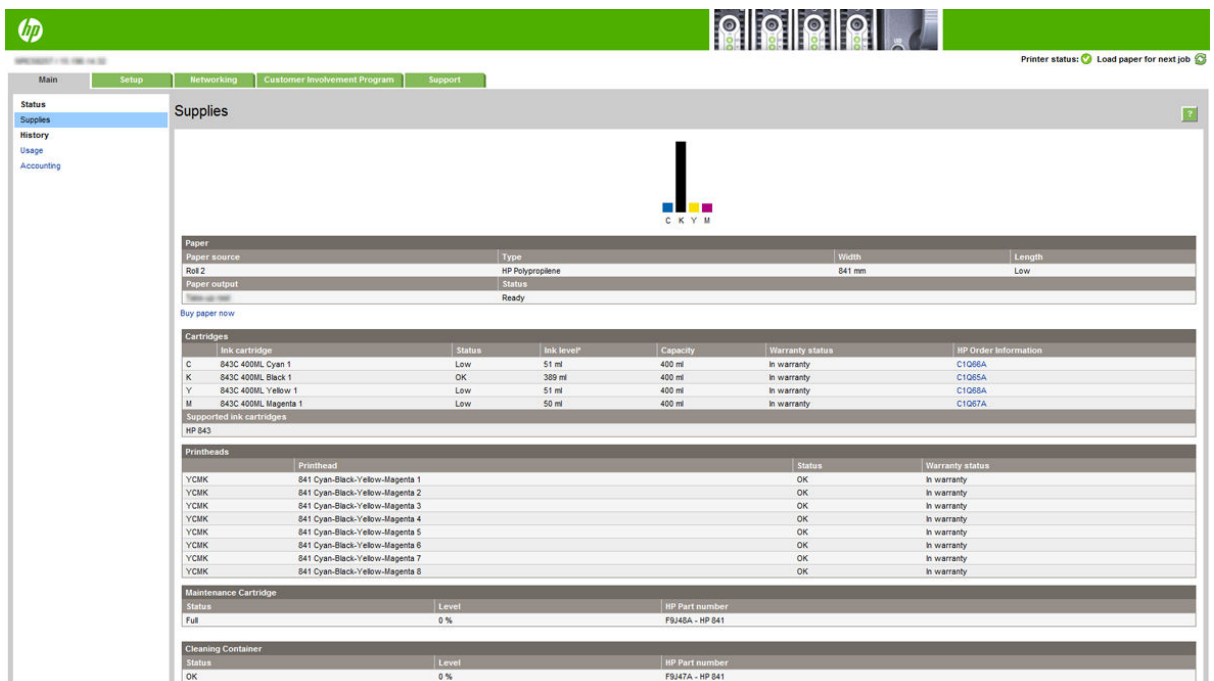 hp
Printer status: Load paper for next job
Main Setup Networking Customer Involvement Program Support
Status
Supplies
History
Usage
Accounting
Supplies
?
C K Y M
Paper
Paper source Type Width Length
Roll 2 HP Polypropilene 841 mm Low
Paper output Status
Ready
Buy paper now
Cartridges
Ink cartridge Status Ink level* Capacity Warranty status HP Order Information
C 843C 400ML Cyan 1 Low 51 ml 400 ml In warranty C1Q66A
K 843C 400ML Black 1 OK 389 ml 400 ml In warranty C1Q65A
Y 843C 400ML Yellow 1 Low 51 ml 400 ml In warranty C1Q68A
M 843C 400ML Magenta 1 Low 50 ml 400 ml In warranty C1Q67A
Supported ink cartridges
HP 843
Printheads
Printhead Status Warranty status
YCMK 841 Cyan-Black-Yellow-Magenta 1 OK In warranty
YCMK 841 Cyan-Black-Yellow-Magenta 2 OK In warranty
YCMK 841 Cyan-Black-Yellow-Magenta 3 OK In warranty
YCMK 841 Cyan-Black-Yellow-Magenta 4 OK In warranty
YCMK 841 Cyan-Black-Yellow-Magenta 5 OK In warranty
YCMK 841 Cyan-Black-Yellow-Magenta 6 OK In warranty
YCMK 841 Cyan-Black-Yellow-Magenta 7 OK In warranty
YCMK 841 Cyan-Black-Yellow-Magenta 8 OK In warranty
Maintenance Cartridge
Status Level HP Part number
Full 0 % F9J48A - HP 841
Cleaning Container
Status Level HP Part number
OK 0 % F9J47A - HP 841